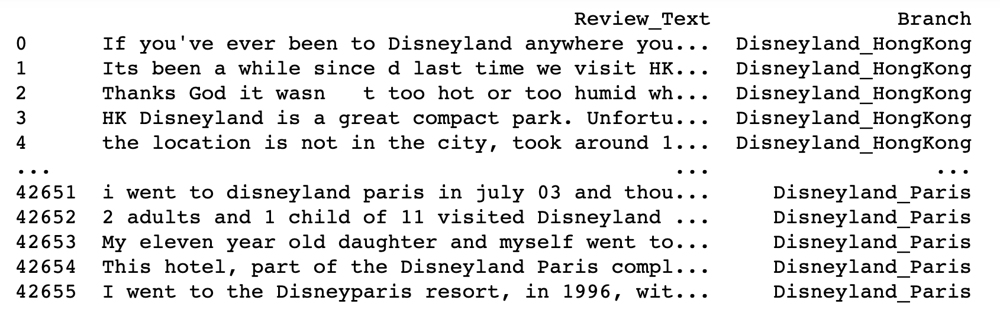 Review_Text Branch
0 If you've ever been to Disneyland anywhere you... Disneyland_HongKong
1 Its been a while since d last time we visit HK... Disneyland_HongKong
2 Thanks God it wasn   t too hot or too humid wh... Disneyland_HongKong
3 HK Disneyland is a great compact park. Unfortu... Disneyland_HongKong
4 the location is not in the city, took around 1... Disneyland_HongKong
... ... ...
42651 i went to disneyland paris in july 03 and thou... Disneyland_Paris
42652 2 adults and 1 child of 11 visited Disneyland ... Disneyland_Paris
42653 My eleven year old daughter and myself went to... Disneyland_Paris
42654 This hotel, part of the Disneyland Paris compl... Disneyland_Paris
42655 I went to the Disneyparis resort, in 1996, wit... Disneyland_Paris